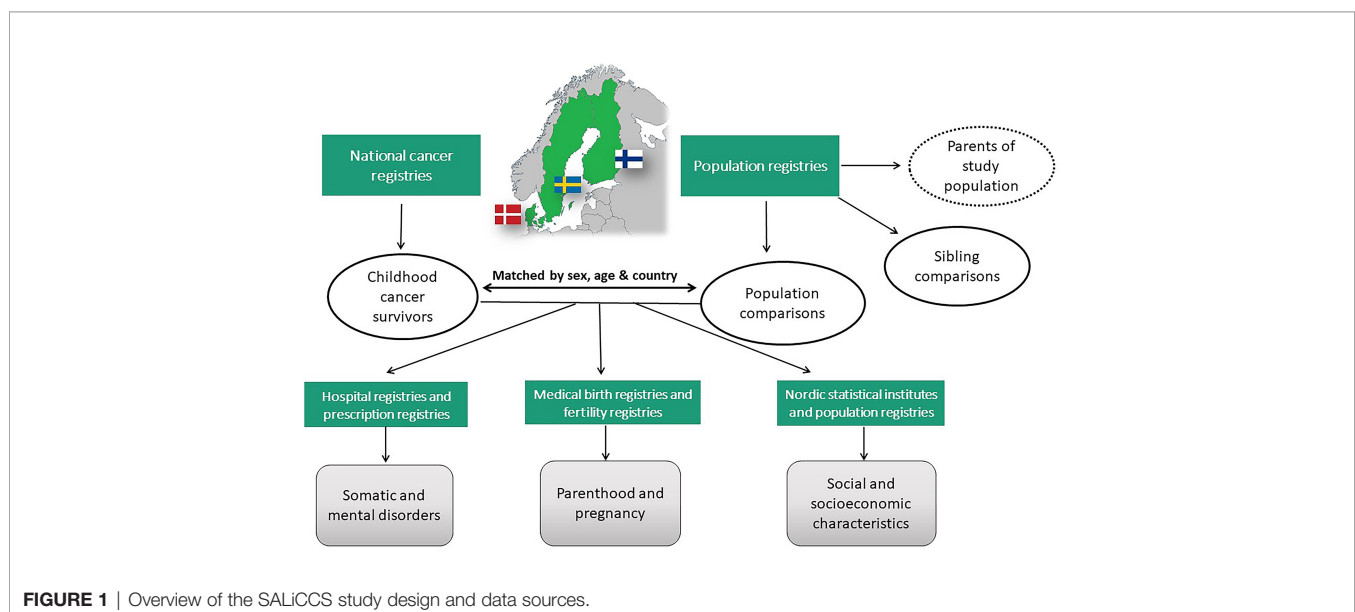 National cancer
registries
Population registries
Parents of
study
population
Childhood
cancer
survivors
Matched by sex, age & country
Population
comparisons
Sibling
comparisons
Hospital registries and
prescription registries
Medical birth registries and
fertility registries
Nordic statistical institutes
and population registries
Somatic and
mental disorders
Parenthood and
pregnancy
Social and
socioeconomic
characteristics
FIGURE 1 | Overview of the SALiCCS study design and data sources.